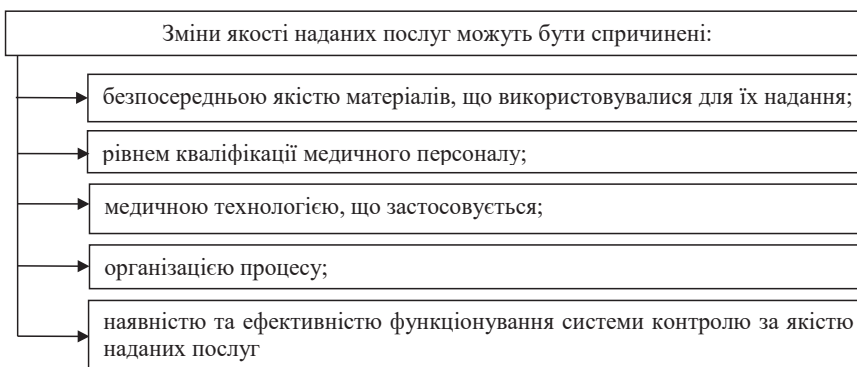 Зміни якості наданих послуг можуть бути спричинені:
безпосередньою якістю матеріалів, що використовувалися для їх надання;
рівнем кваліфікації медичного персоналу;
медичною технологією, що застосовується;
організацією процесу;
наявністю та ефективністю функціонування системи контролю за якістю
наданих послуг